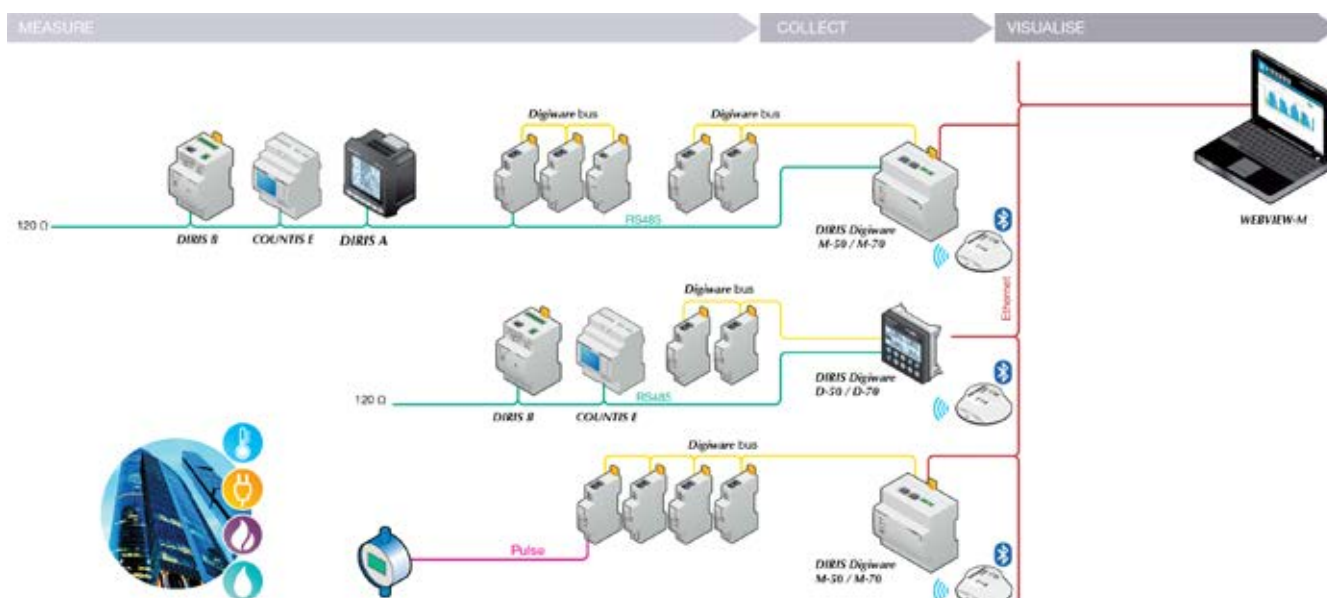 MEASURE
COLLECT
VISUALISE
Digiware bus
Digiware bus
120 Ω
DIRIS B
COUNTIS E
DIRIS A
RS485
DIRIS Digiware
M-50 / M-70
WEBVIEW-M
Ethernet
Digiware bus
120 Ω
DIRIS B
COUNTIS E
RS485
DIRIS Digiware
D-50 / D-70
Digiware bus
Pulse
DIRIS Digiware
M-50 / M-70